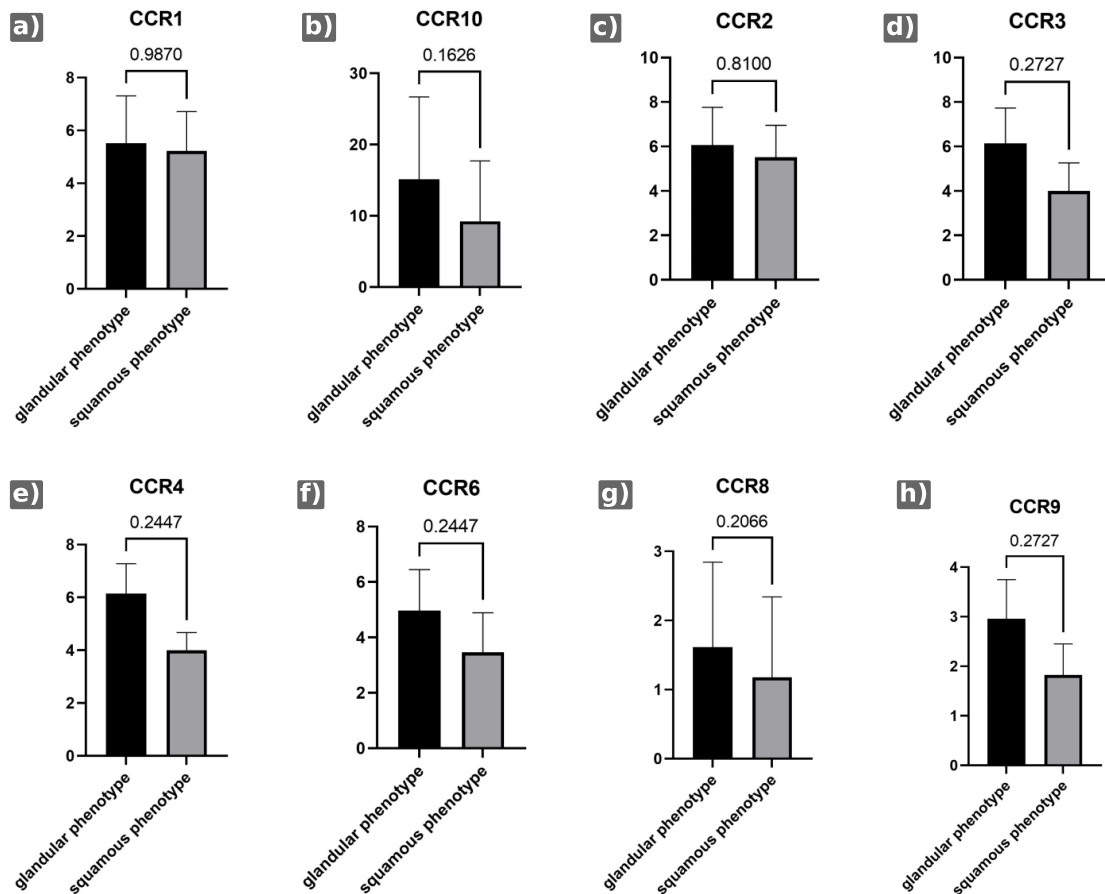 a)
CCR1
0.9870
8
6
4
2
0
glandular phenotype
squamous phenotype
b)
CCR10
0.1626
30
20
10
0
glandular phenotype
squamous phenotype
c)
CCR2
0.8100
10
8
6
4
2
0
glandular phenotype
squamous phenotype
d)
CCR3
0.2727
10
8
6
4
2
0
glandular phenotype
squamous phenotype
e)
CCR4
0.2447
8
6
4
2
0
glandular phenotype
squamous phenotype
f)
CCR6
0.2447
8
6
4
2
0
glandular phenotype
squamous phenotype
g)
CCR8
0.2066
3
2
1
0
glandular phenotype
squamous phenotype
h)
CCR9
0.2727
4
3
2
1
0
glandular phenotype
squamous phenotype